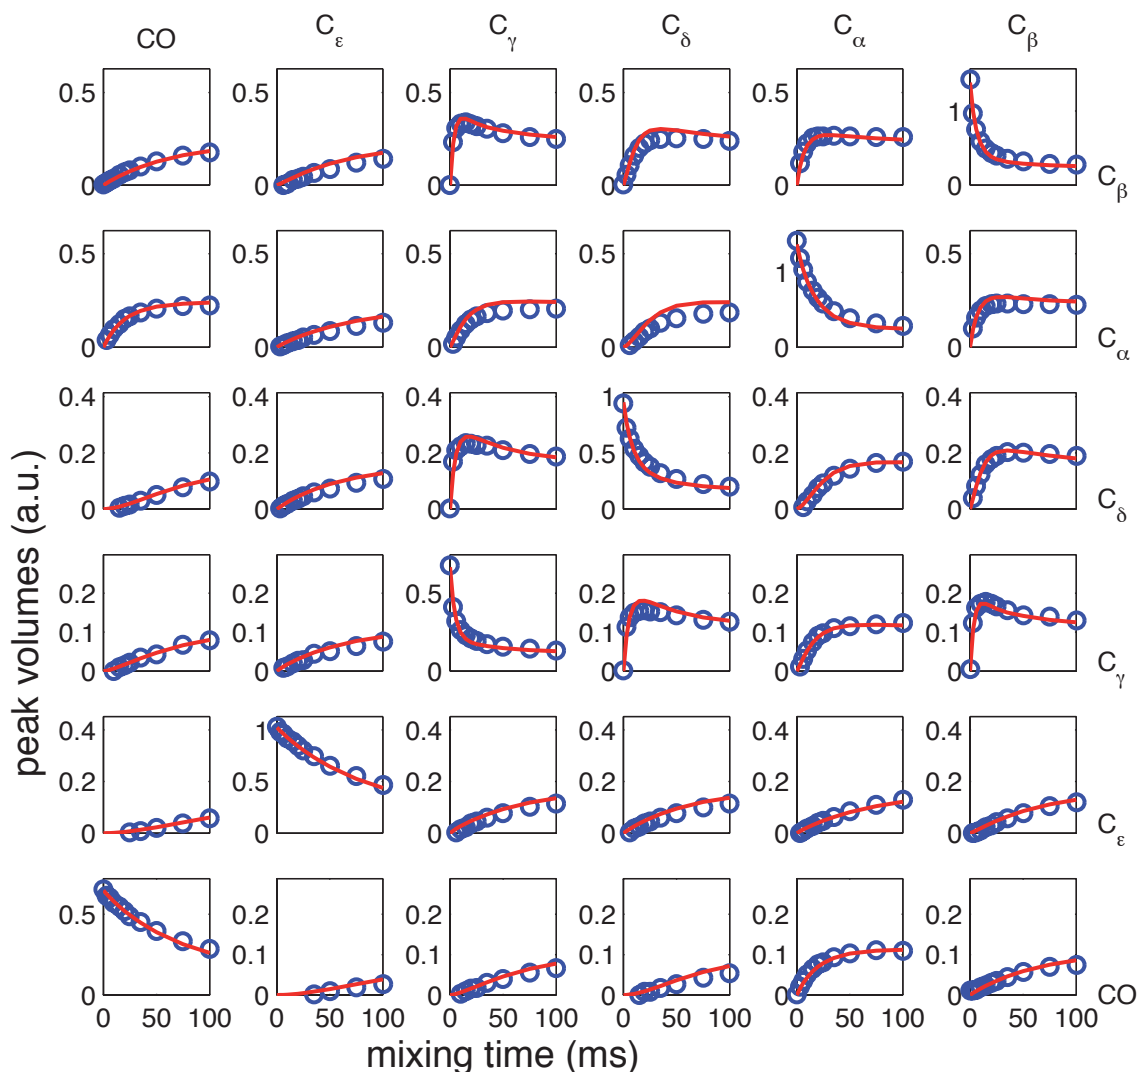 CO C_ε C_γ C_δ C_α C_β
0.5 0.5 0.5 0.5 0.5 1
0 0 0 0 0 0 C_β
0.5 0.5 0.5 0.5 1 0.5
0 0 0 0 0 0 C_α
0.4 0.4 0.4 1 0.4 0.4
0.2 0.2 0.2 0.5 0.2 0.2
0 0 0 0 0 0 C_δ
0.2 0.2 0.5 0.2 0.2 0.2
0.1 0.1 0.1 0.1 0.1
0 0 0 0 0 0 C_γ
0.4 1 0.4 0.4 0.4 0.4
0.2 0.5 0.2 0.2 0.2 0.2
0 0 0 0 0 0 C_ε
0.5 0.2 0.2 0.2 0.2 0.2
0.1 0.1 0.1 0.1 0.1
0 0 0 0 0 0 CO
0 50 100 0 50 100 0 50 100 0 50 100 0 50 100 0 50 100
mixing time (ms)
peak volumes (a.u.)